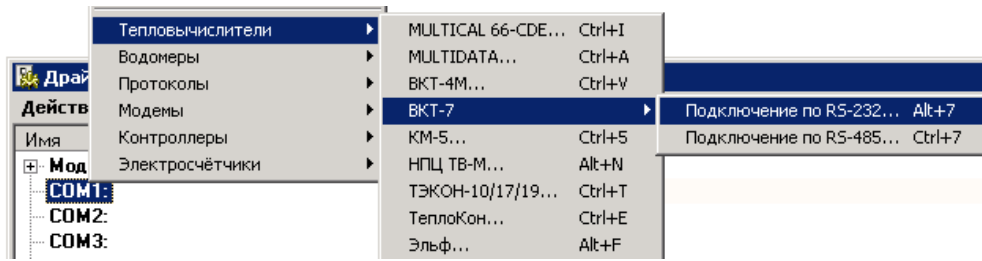 Тепловычислители
Водомеры
Протоколы
Модемы
Контроллеры
Электросчётчики
MULTICAL 66-CDE... Ctrl+I
MULTIDATA... Ctrl+A
ВКТ-4М... Ctrl+V
ВКТ-7
КМ-5... Ctrl+5
НПЦ ТВ-М... Alt+N
ТЭКОН-10/17/19... Ctrl+T
ТеплоКон... Ctrl+E
Эльф... Alt+F
Подключение по RS-232... Alt+7
Подключение по RS-485... Ctrl+7
Драй
Действ
Имя
Мод
COM1:
COM2:
COM3: